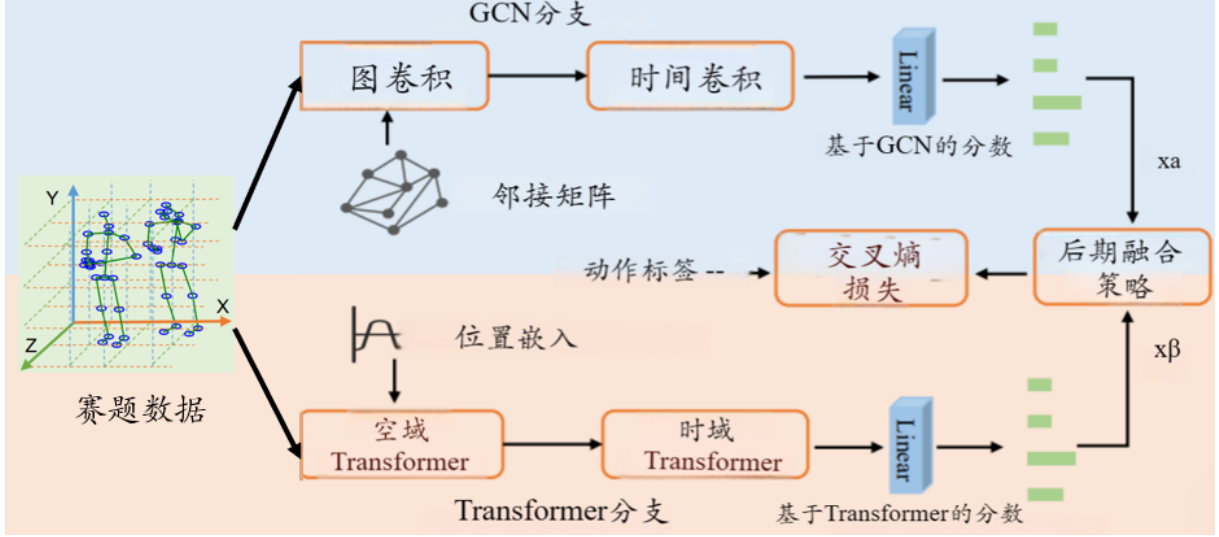 GCN分支
图卷积
时间卷积
Linear
基于GCN的分数
邻接矩阵
xa
Y
X
Z
赛题数据
动作标签 --
交叉熵
损失
后期融合
策略
位置嵌入
xβ
空域
Transformer
时域
Transformer
Linear
Transformer分支
基于Transformer的分数